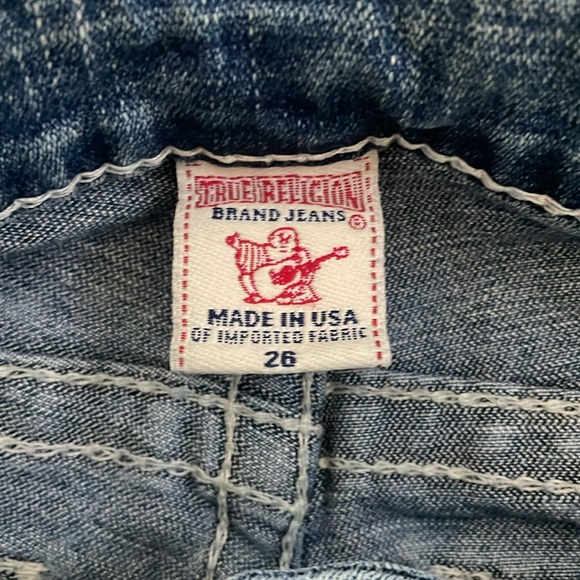 TRUE RELIGION
BRAND JEANS ®
MADE IN USA
OF IMPORTED FABRIC
26